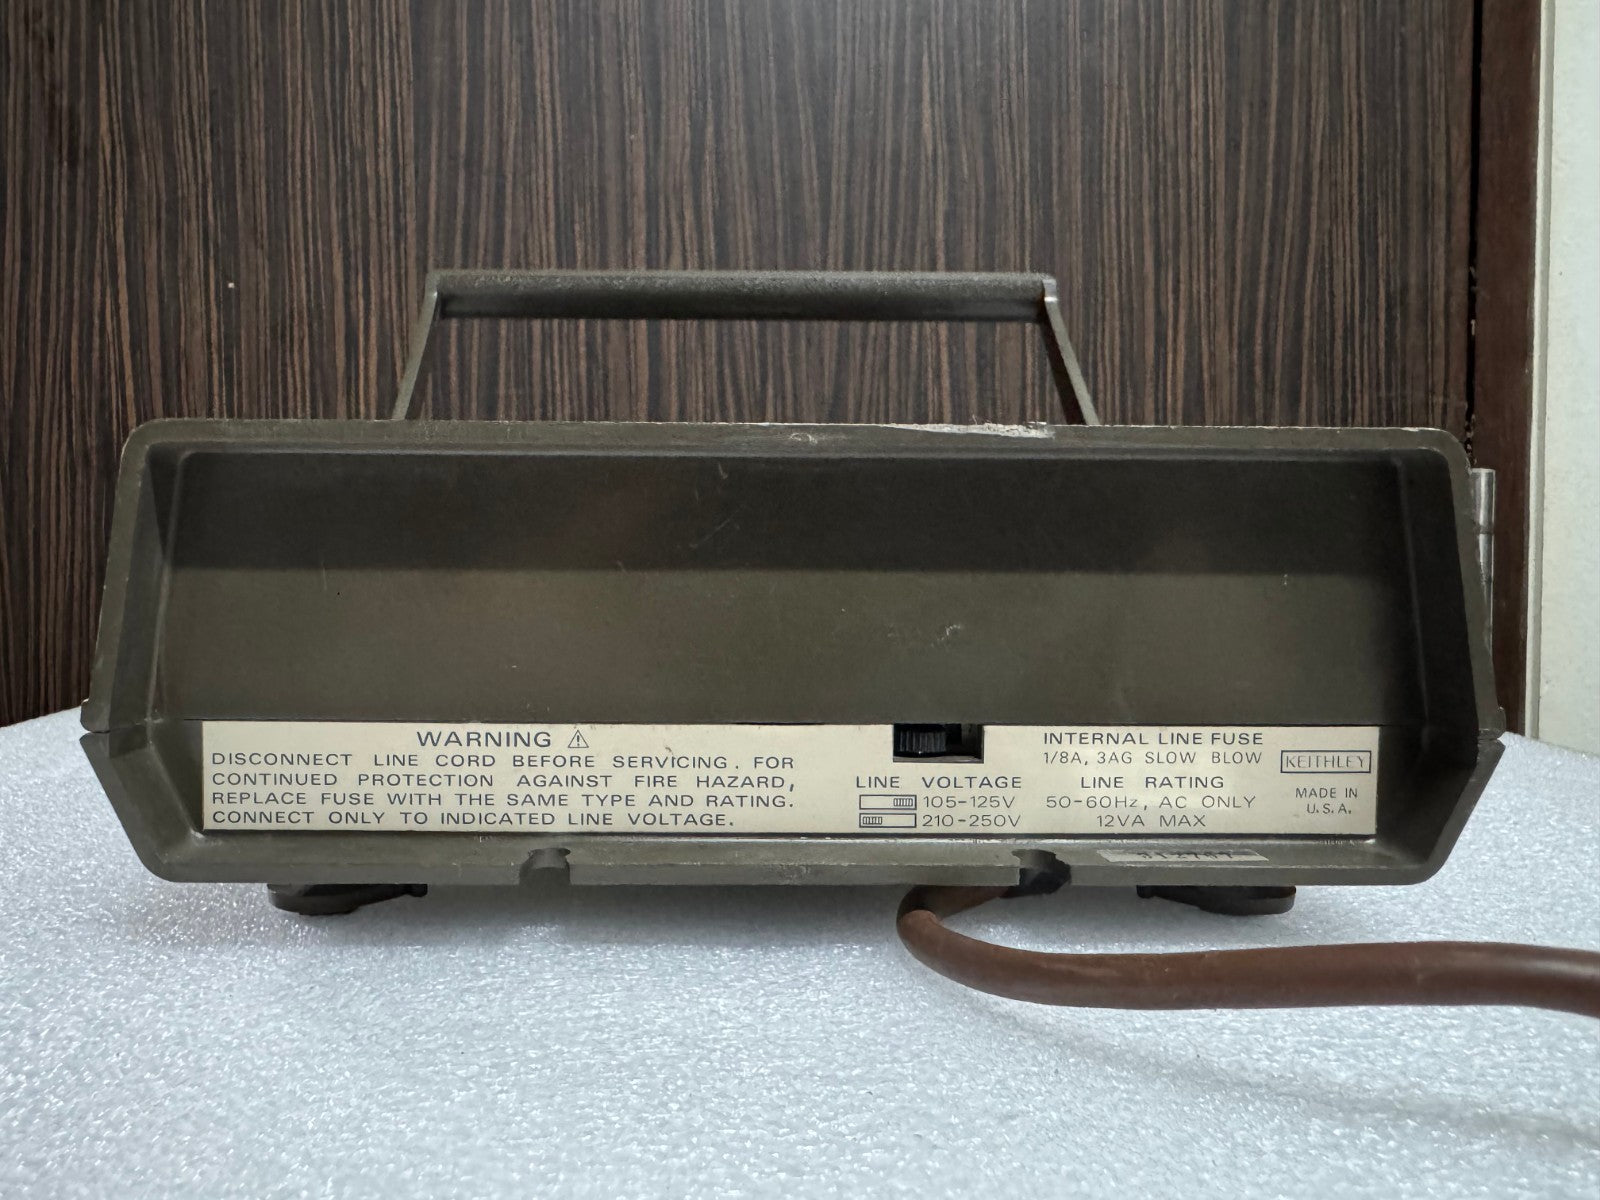 WARNING ⚠
DISCONNECT LINE CORD BEFORE SERVICING. FOR
CONTINUED PROTECTION AGAINST FIRE HAZARD,
REPLACE FUSE WITH THE SAME TYPE AND RATING.
CONNECT ONLY TO INDICATED LINE VOLTAGE.
LINE VOLTAGE
105-125V
210-250V
INTERNAL LINE FUSE
1/8A, 3AG SLOW BLOW
LINE RATING
50-60Hz, AC ONLY
12VA MAX
KEITHLEY
MADE IN
U.S.A.